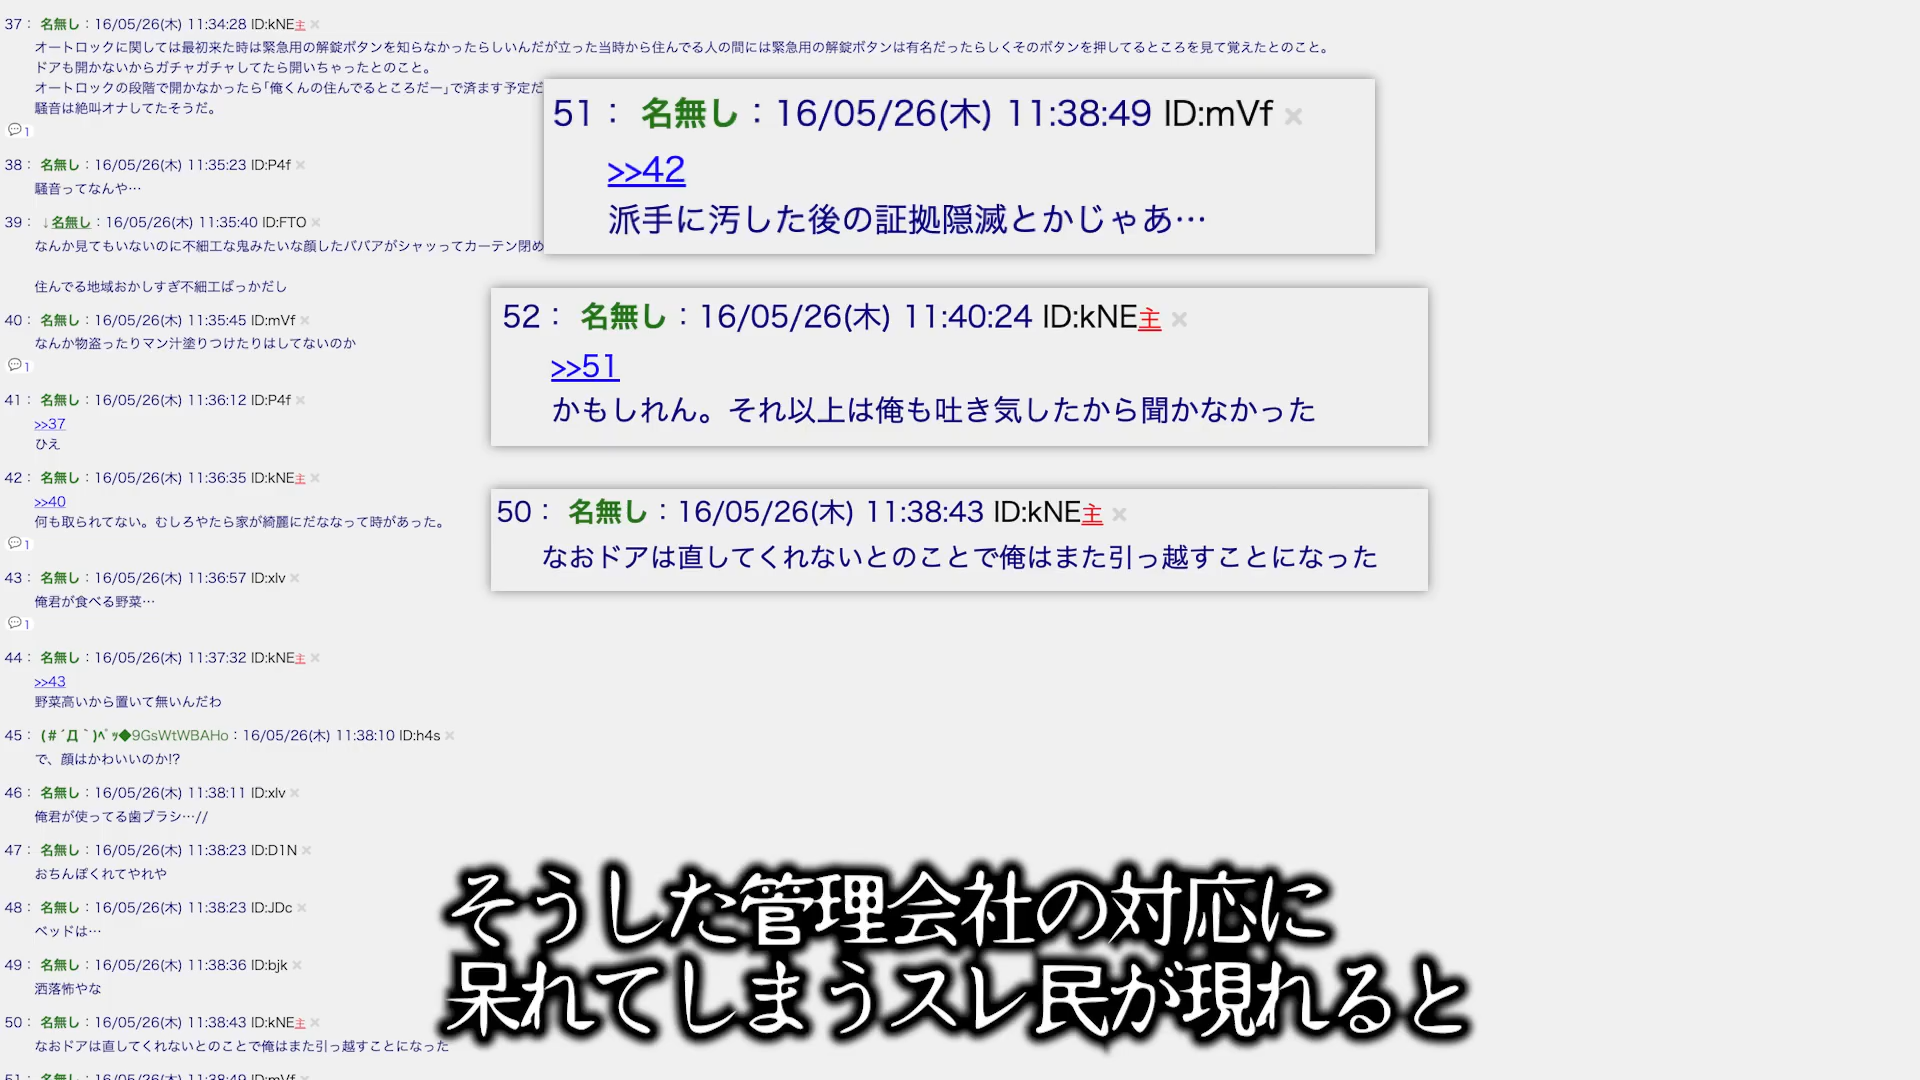 37： 名無し：16/05/26(木) 11:34:28 ID:kNE主 ×
オートロックに関しては最初来た時は緊急用の解錠ボタンを知らなかったらしいんだが立った当時から住んでる人の間には緊急用の解錠ボタンは有名だったらしくそのボタンを押してるところを見て覚えたとのこと。
ドアも開かないからガチャガチャしてたら開いちゃったとのこと。
オートロックの段階で開かなかったら｢俺くんの住んでるところだー｣で済ます予定だ
騒音は絶叫オナしてたそうだ。
1
38： 名無し：16/05/26(木) 11:35:23 ID:P4f ×
騒音ってなんや…
39： ↓名無し：16/05/26(木) 11:35:40 ID:FTO ×
なんか見てもいないのに不細工な鬼みたいな顔したババアがシャッってカーテン閉め
住んでる地域おかしすぎ不細工ばっかだし
40： 名無し：16/05/26(木) 11:35:45 ID:mVf ×
なんか物盗ったりマン汁塗りつけたりはしてないのか
1
41： 名無し：16/05/26(木) 11:36:12 ID:P4f ×
>>37
ひえ
42： 名無し：16/05/26(木) 11:36:35 ID:kNE主 ×
>>40
何も取られてない。むしろやたら家が綺麗にだななって時があった。
1
43： 名無し：16/05/26(木) 11:36:57 ID:xlv ×
俺君が食べる野菜…
1
44： 名無し：16/05/26(木) 11:37:32 ID:kNE主 ×
>>43
野菜高いから置いて無いんだわ
45： (＃´Д｀)ﾍﾟｯ◆9GsWtWBAHo：16/05/26(木) 11:38:10 ID:h4s ×
で、顔はかわいいのか!?
46： 名無し：16/05/26(木) 11:38:11 ID:xlv ×
俺君が使ってる歯ブラシ…//
47： 名無し：16/05/26(木) 11:38:23 ID:D1N ×
おちんぽくれてやれや
48： 名無し：16/05/26(木) 11:38:23 ID:JDc ×
ベッドは…
49： 名無し：16/05/26(木) 11:38:36 ID:bjk ×
洒落怖やな
50： 名無し：16/05/26(木) 11:38:43 ID:kNE主 ×
なおドアは直してくれないとのことで俺はまた引っ越すことになった
51： 名無し：16/05/26(木) 11:38:49 ID:mVf ×
51： 名無し：16/05/26(木) 11:38:49 ID:mVf ×
>>42
派手に汚した後の証拠隠滅とかじゃあ…
52： 名無し：16/05/26(木) 11:40:24 ID:kNE主 ×
>>51
かもしれん。それ以上は俺も吐き気したから聞かなかった
50： 名無し：16/05/26(木) 11:38:43 ID:kNE主 ×
なおドアは直してくれないとのことで俺はまた引っ越すことになった
そうした管理会社の対応に
呆れてしまうスレ民が現れると